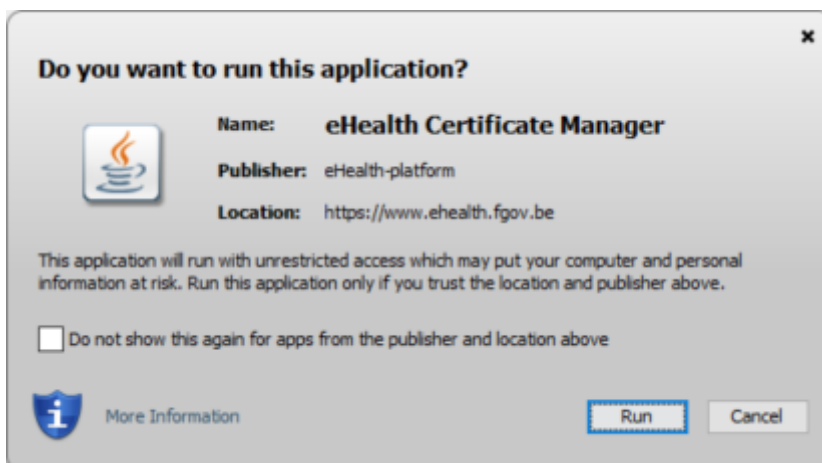 Do you want to run this application?
Name: eHealth Certificate Manager
Publisher: eHealth-platform
Location: https://www.ehealth.fgov.be
This application will run with unrestricted access which may put your computer and personal
information at risk. Run this application only if you trust the location and publisher above.
Do not show this again for apps from the publisher and location above
More Information
Run
Cancel